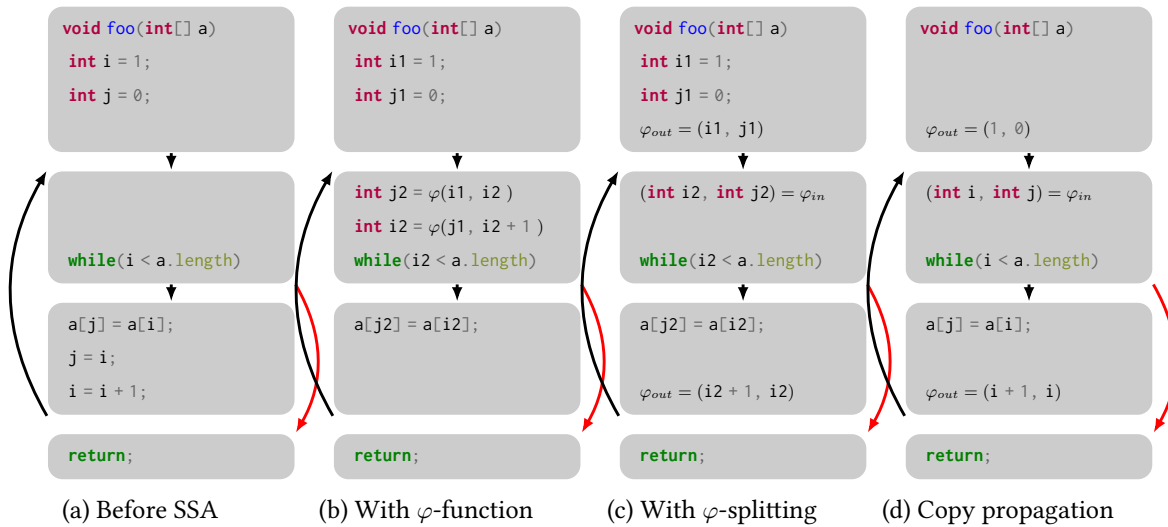 void foo(int[] a)
int i = 1;
int j = 0;
while(i < a.length)
a[j] = a[i];
j = i;
i = i + 1;
return;
(a) Before SSA
void foo(int[] a)
int i1 = 1;
int j1 = 0;
int j2 = φ(i1, i2 )
int i2 = φ(j1, i2 + 1 )
while(i2 < a.length)
a[j2] = a[i2];
return;
(b) With φ-function
void foo(int[] a)
int i1 = 1;
int j1 = 0;
φout = (i1, j1)
(int i2, int j2) = φin
while(i2 < a.length)
a[j2] = a[i2];
φout = (i2 + 1, i2)
return;
(c) With φ-splitting
void foo(int[] a)
φout = (1, 0)
(int i, int j) = φin
while(i < a.length)
a[j] = a[i];
φout = (i + 1, i)
return;
(d) Copy propagation